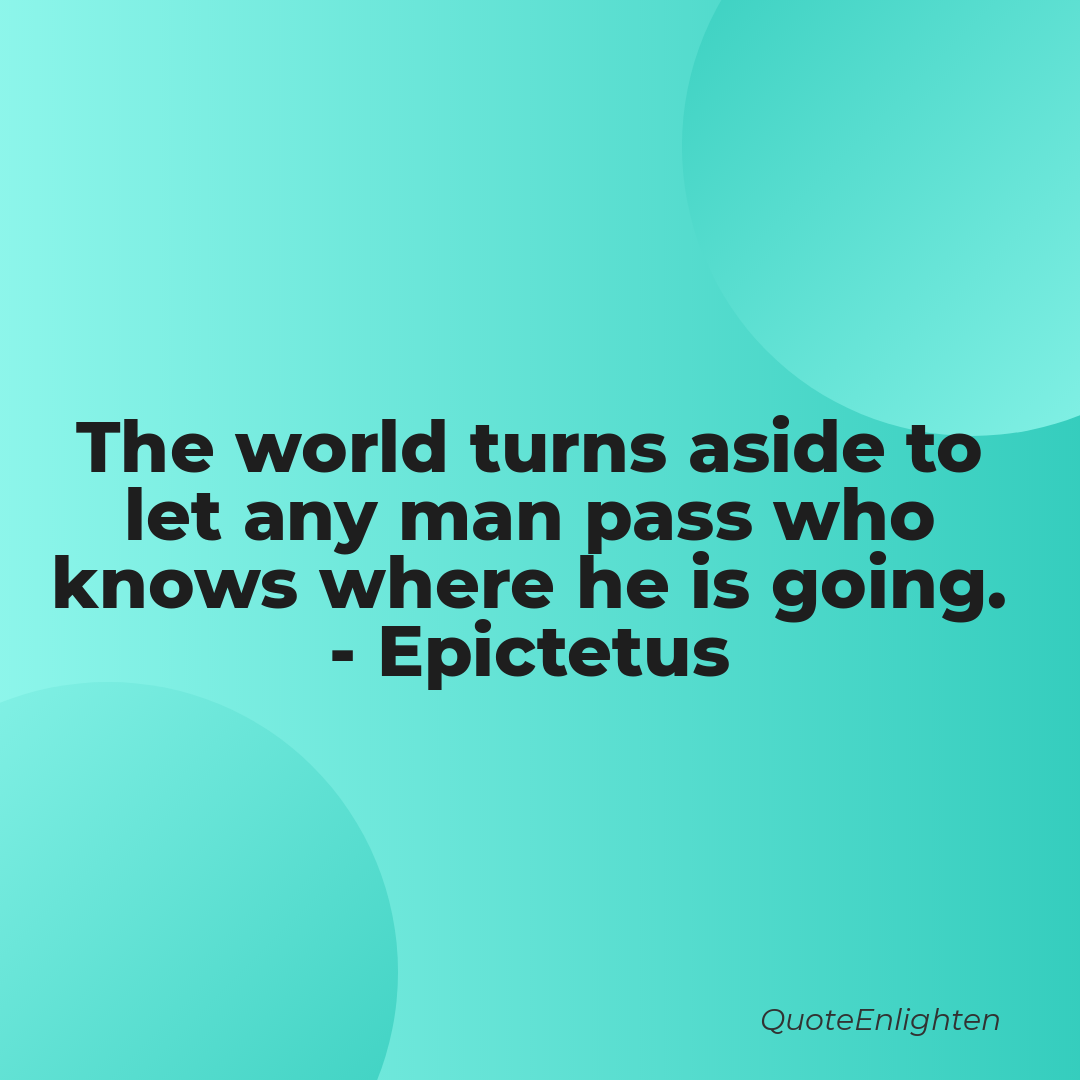 The world turns aside to
let any man pass who
knows where he is going.
- Epictetus
QuoteEnlighten